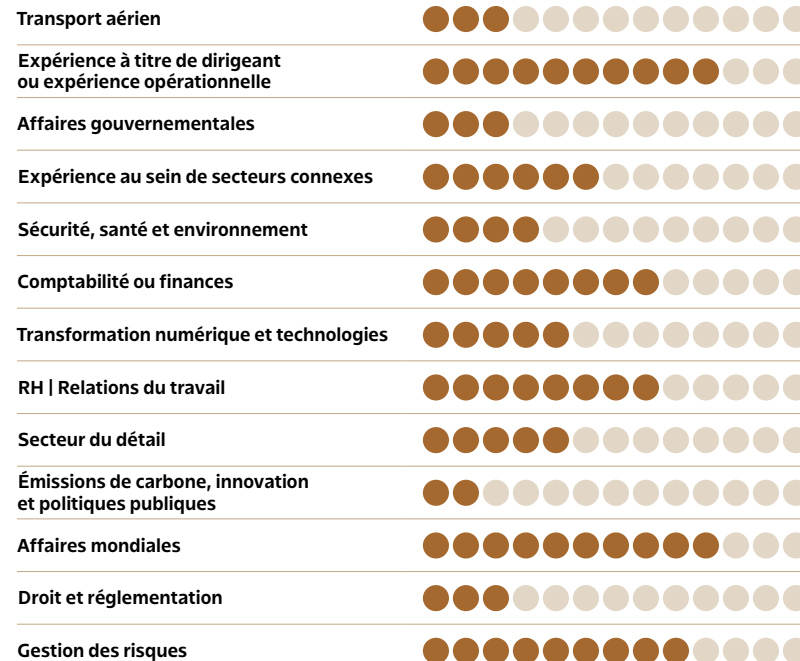 Transport aérien
Expérience à titre de dirigeant
ou expérience opérationnelle
Affaires gouvernementales
Expérience au sein de secteurs connexes
Sécurité, santé et environnement
Comptabilité ou finances
Transformation numérique et technologies
RH | Relations du travail
Secteur du détail
Émissions de carbone, innovation
et politiques publiques
Affaires mondiales
Droit et réglementation
Gestion des risques